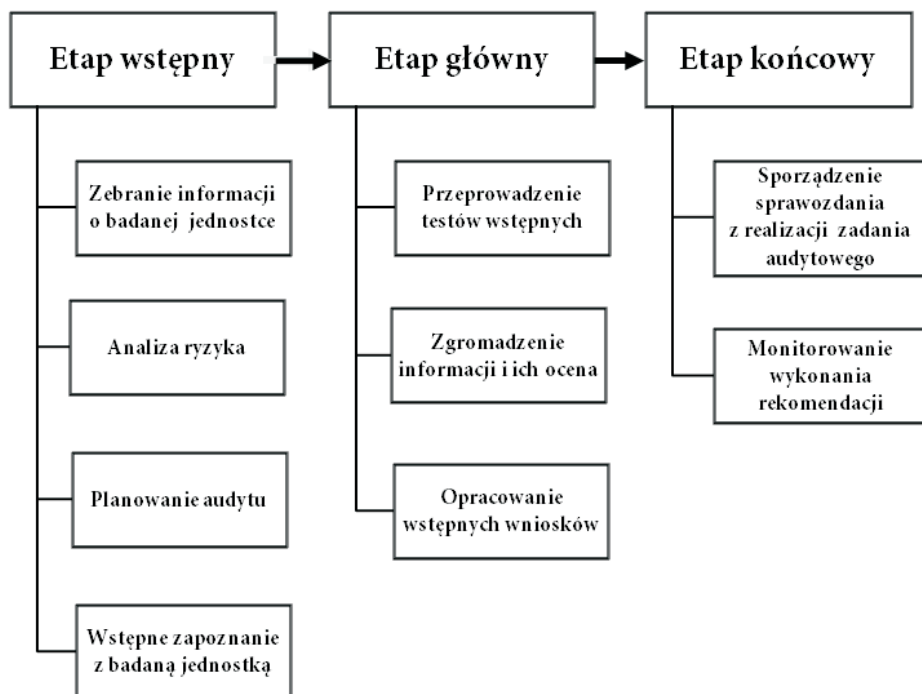 Etap wstępny
Etap główny
Etap końcowy
Zebranie informacji
o badanej jednostce
Analiza ryzyka
Planowanie audytu
Wstępne zapoznanie
z badaną jednostką
Przeprowadzenie
testów wstępnych
Zgromadzenie
informacji i ich ocena
Opracowanie
wstępnych wniosków
Sporządzenie
sprawozdania
z realizacji zadania
audytowego
Monitorowanie
wykonania
rekomendacji